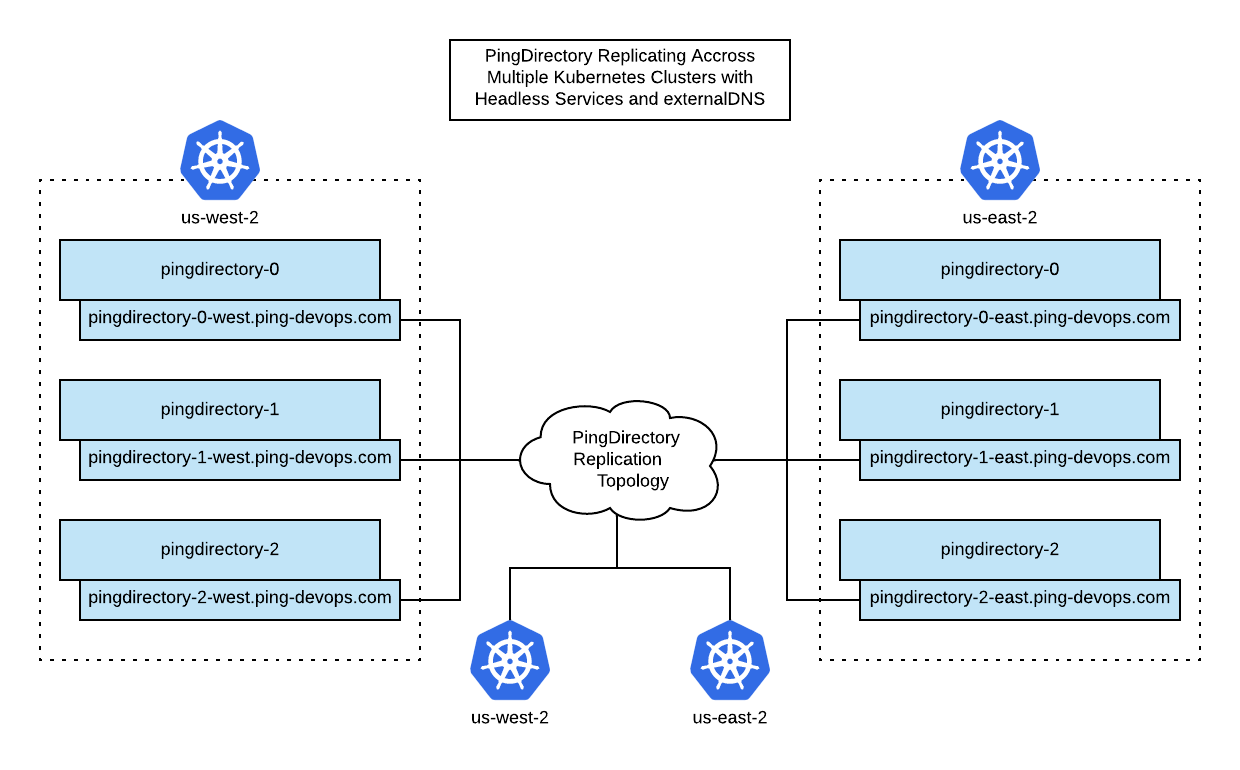 PingDirectory Replicating Accross
Multiple Kubernetes Clusters with
Headless Services and externalDNS
us-west-2
pingdirectory-0
pingdirectory-0-west.ping-devops.com
pingdirectory-1
pingdirectory-1-west.ping-devops.com
pingdirectory-2
pingdirectory-2-west.ping-devops.com
PingDirectory
Replication
Topology
us-west-2
us-east-2
us-east-2
pingdirectory-0
pingdirectory-0-east.ping-devops.com
pingdirectory-1
pingdirectory-1-east.ping-devops.com
pingdirectory-2
pingdirectory-2-east.ping-devops.com